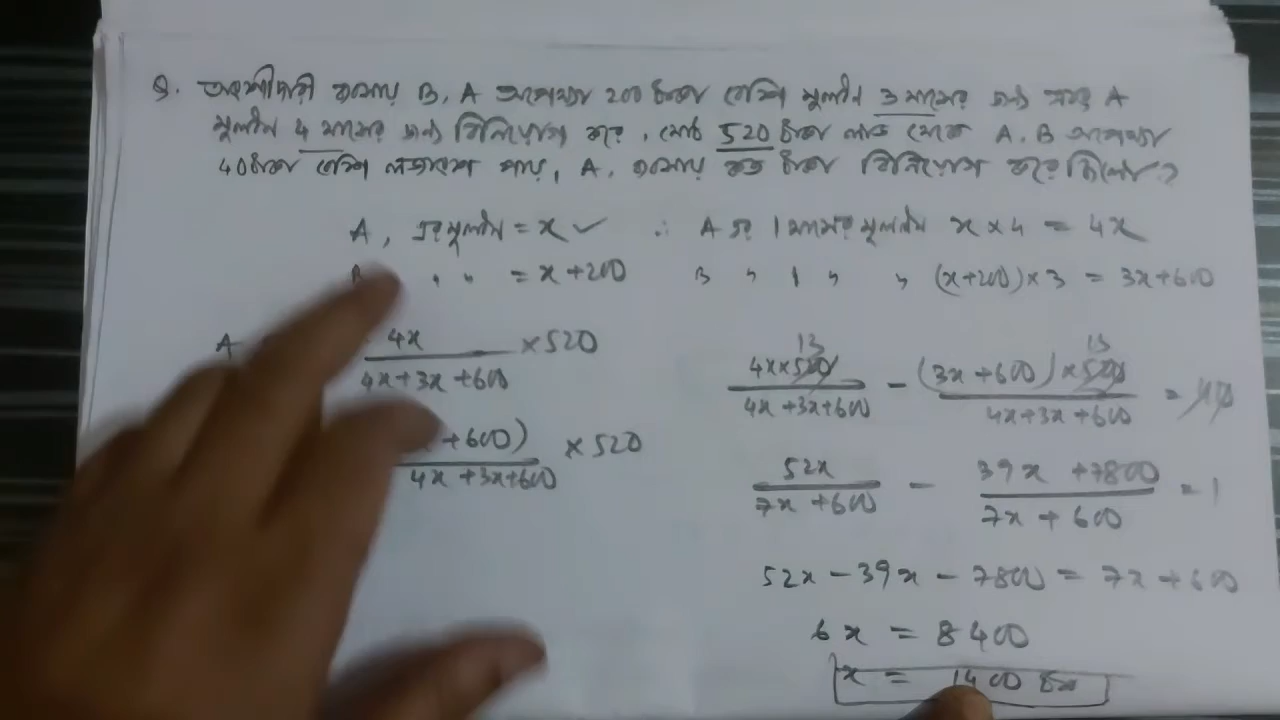 Q. অংশীদারী ব্যবসায় B, A অপেক্ষা 200 টাকা বেশি মূলধন 3 মাসের জন্য এবং A
মূলধন 4 মাসের জন্য বিনিয়োগ করে, মোট 520 টাকা লাভ থেকে A, B অপেক্ষা
40 টাকা বেশি লভ্যাংশ পায়, A, ব্যবসায় কত টাকা বিনিয়োগ করে ছিলো?
A, এর মূলধন = x ✓ ∴ A এর 1 মাসের মূলধন x × 4 = 4x
B " " = x + 200 B " 1 " " (x+200)×3 = 3x+600
A 4x / 4x+3x+600 × 520
x+600) / 4x+3x+600 × 520
4x×520 13 / 4x+3x+600 − (3x+600)×520 13 / 4x+3x+600 = 40
52x / 7x+600 − 39x+7800 / 7x+600 = 1
52x − 39x − 7800 = 7x + 600
6x = 8400
x = 1400 টাকা